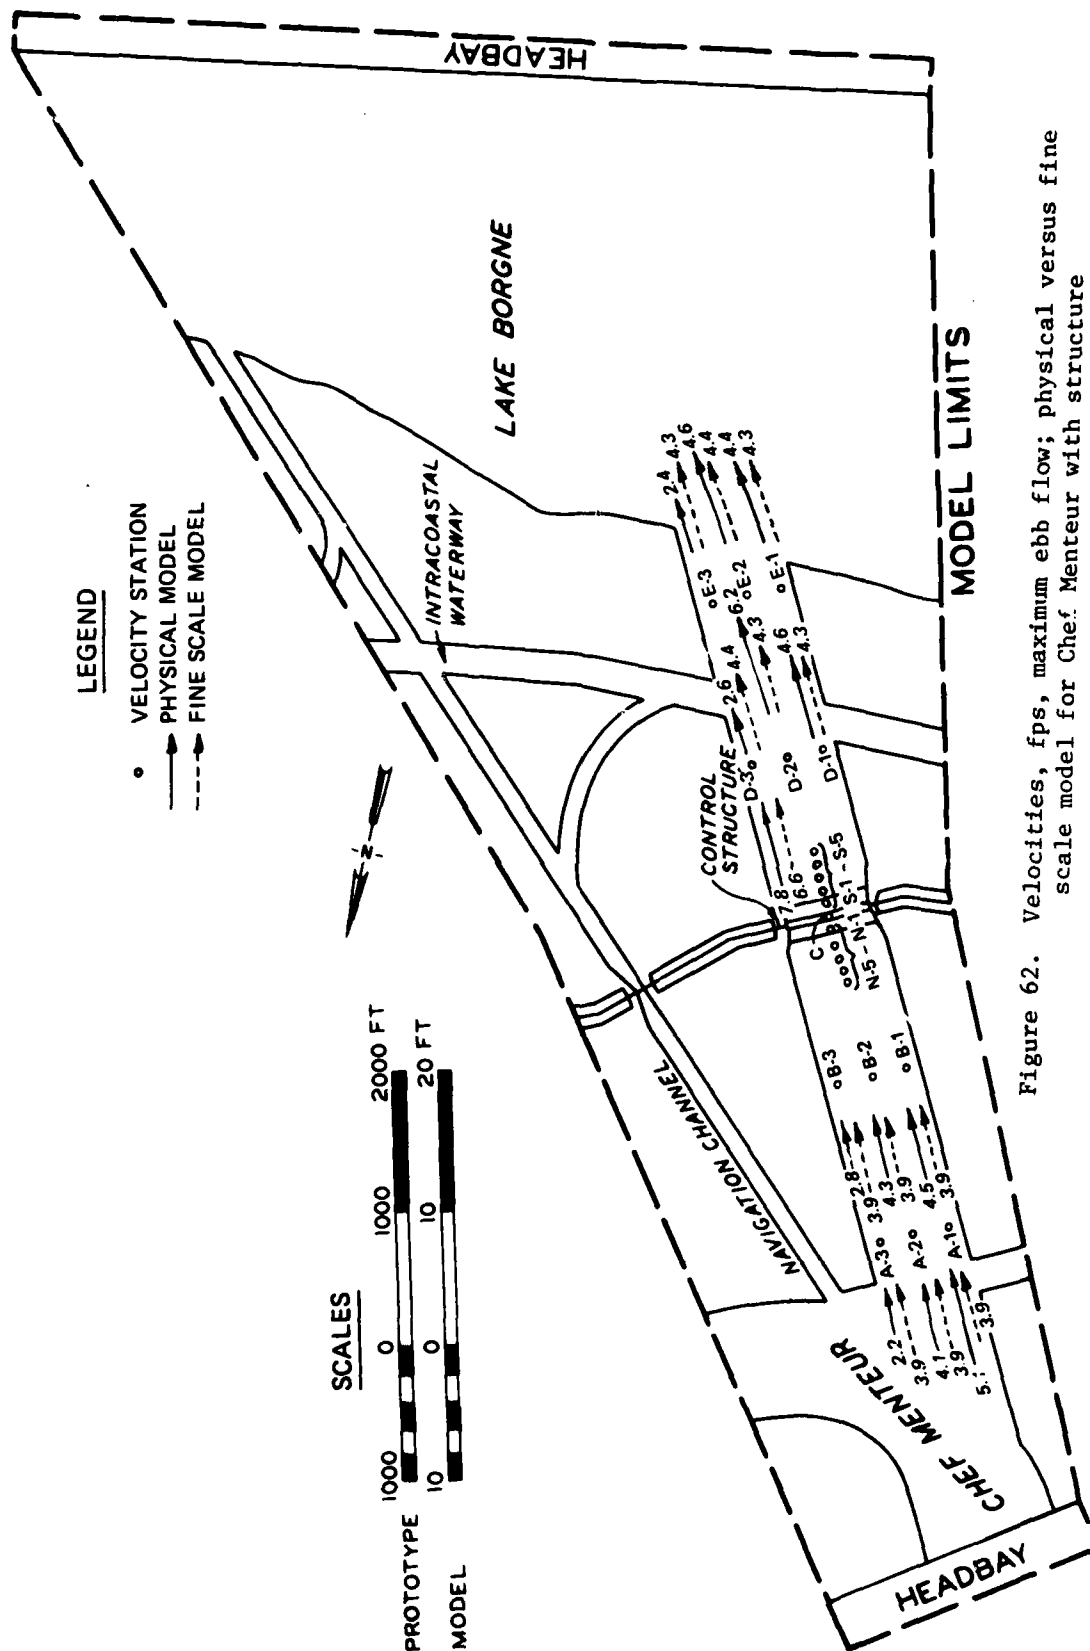 LEGEND
VELOCITY STATION
PHYSICAL MODEL
FINE SCALE MODEL
SCALES
PROTOTYPE 1000 0 1000 2000 FT
MODEL 10 0 10 20 FT
N
HEADBAY
CHEF MENTEUR
NAVIGATION CHANNEL
INTRACOASTAL
WATERWAY
LAKE BORGNE
HEADBAY
CONTROL
STRUCTURE
2.2
3.9
4.1
3.9
3.9
A-3
A-2
A-1
2.8
3.9
4.3
3.9
4.5
3.9
B-3
B-2
B-1
C
N-5 - N-1
S-1 - S-5
7.8
6.6
D-3
D-2
D-1
2.6
4.4
6.2
4.3
4.6
4.3
E-3
E-2
E-1
2.4
4.3
4.6
4.4
4.4
4.3
MODEL LIMITS
Figure 62. Velocities, fps, maximum ebb flow; physical versus fine
scale model for Chef Menteur with structure